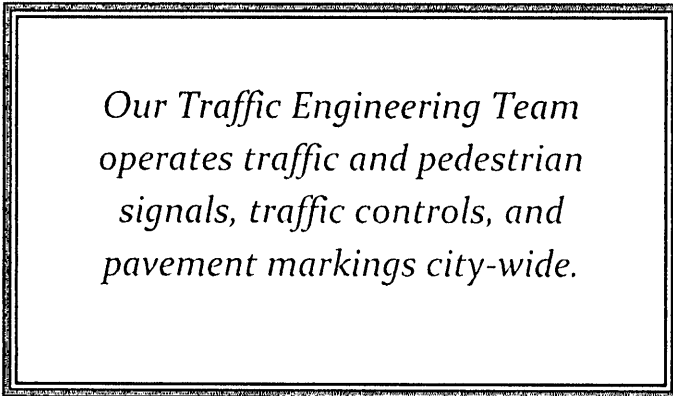 Our Traffic Engineering Team
operates traffic and pedestrian
signals, traffic controls, and
pavement markings city-wide.